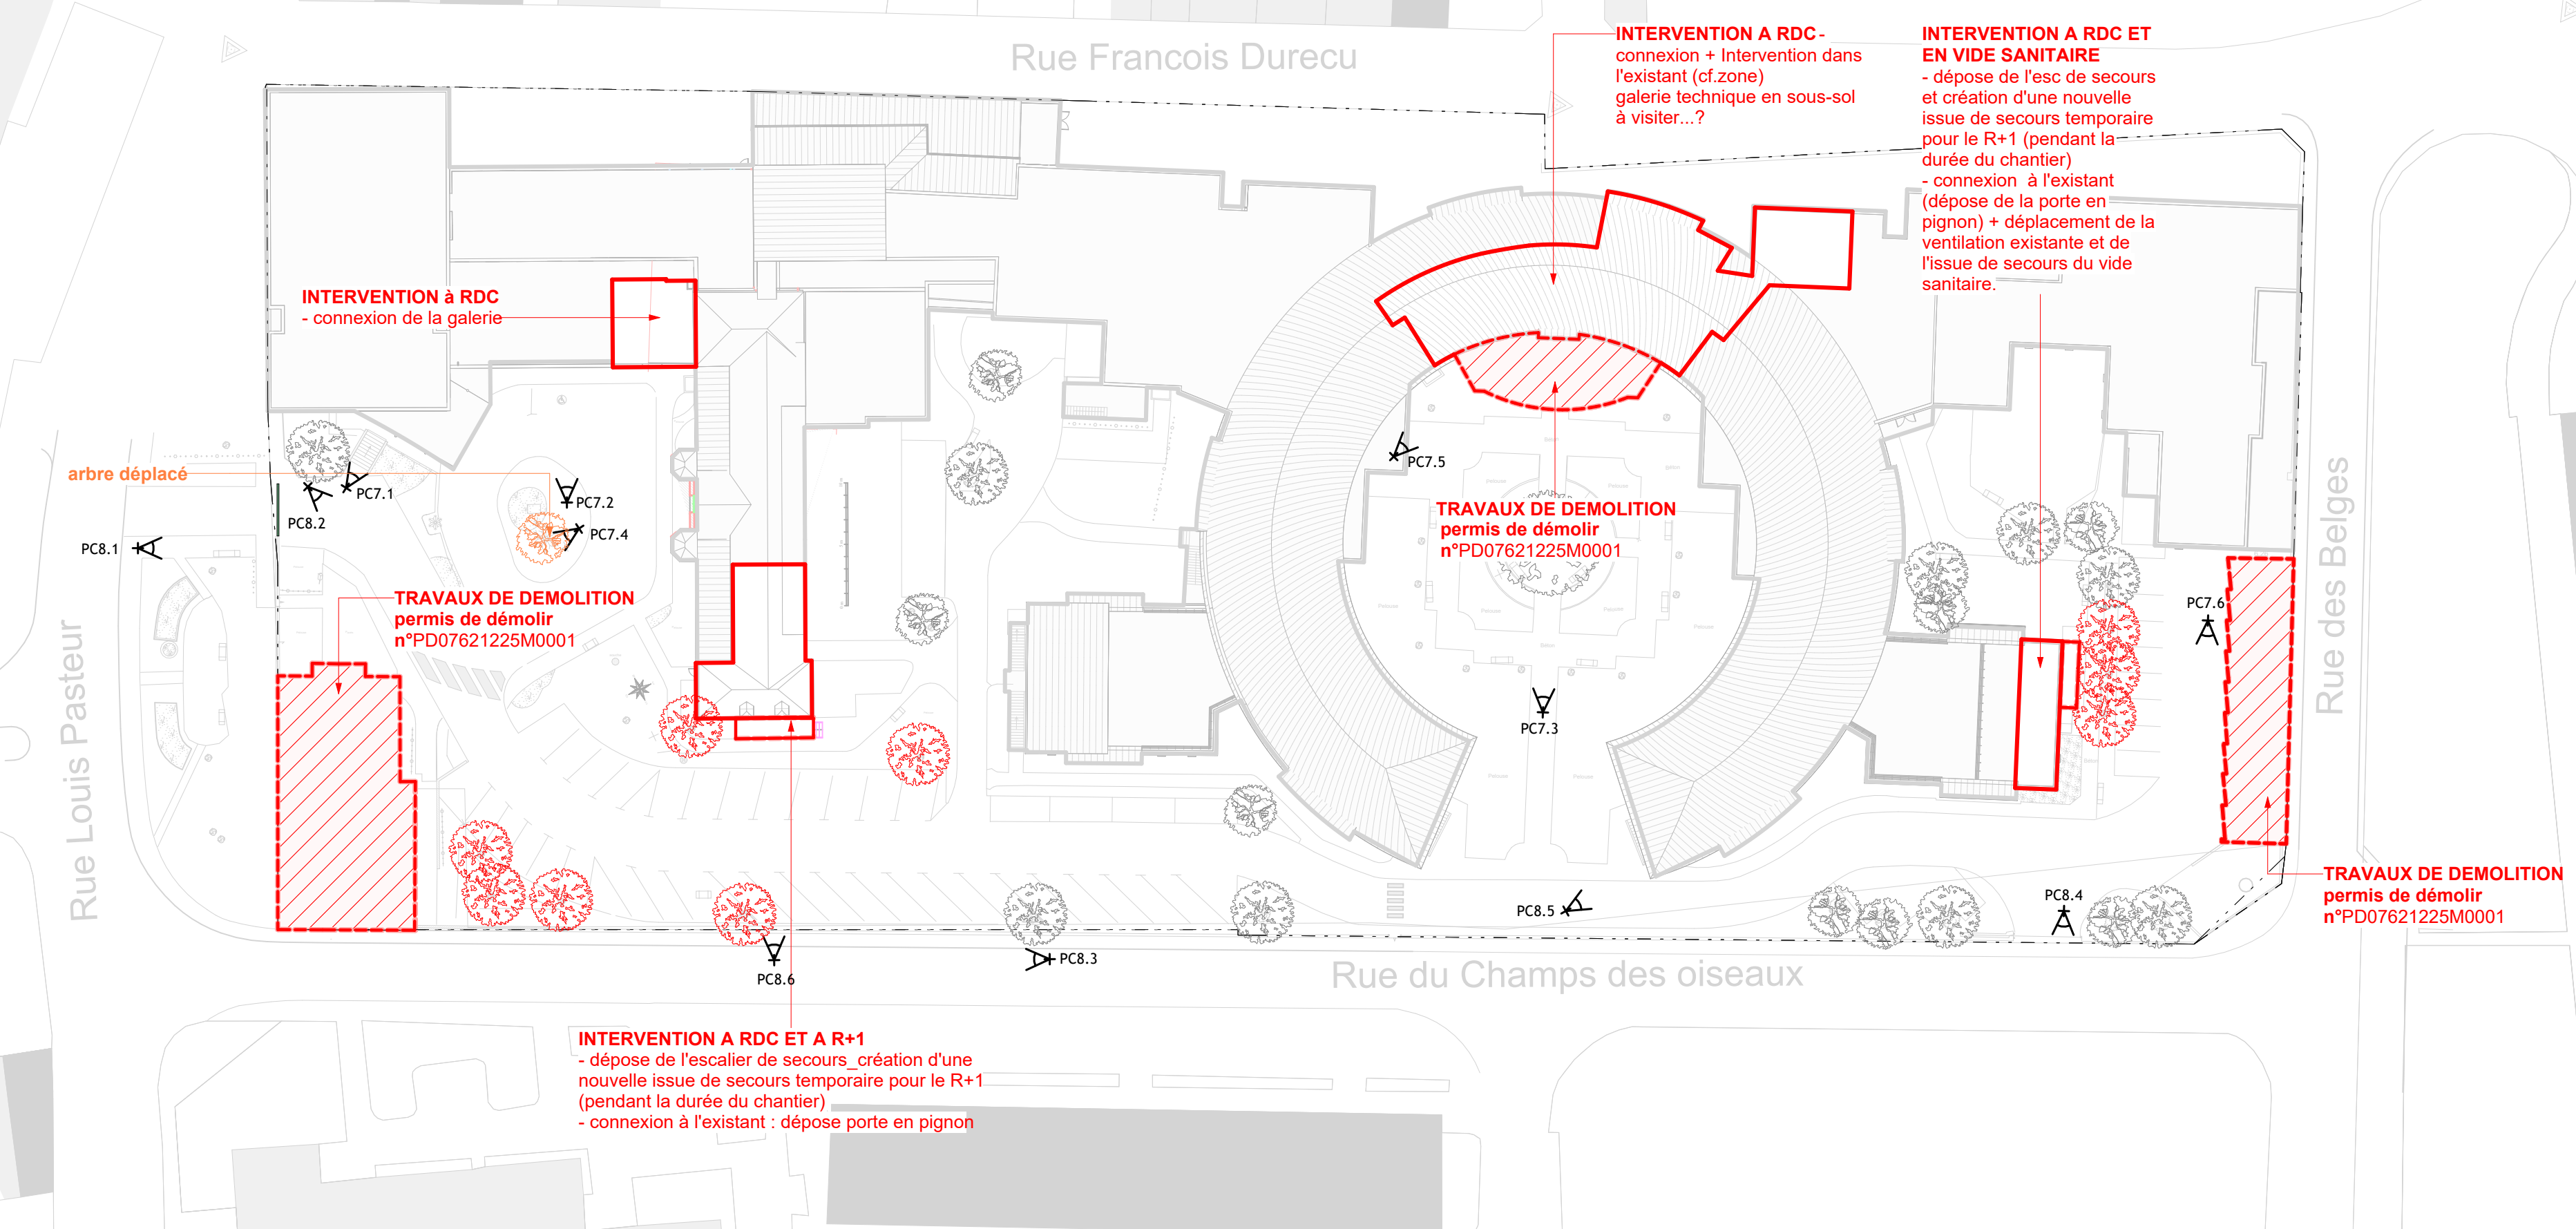 Rue Francois Durecu
INTERVENTION A RDC -
connexion + Intervention dans
l'existant (cf.zone)
galerie technique en sous-sol
à visiter...?
INTERVENTION A RDC ET
EN VIDE SANITAIRE
- dépose de l'esc de secours
et création d'une nouvelle
issue de secours temporaire
pour le R+1 (pendant la
durée du chantier)
- connexion à l'existant
(dépose de la porte en
pignon) + déplacement de la
ventilation existante et de
l'issue de secours du vide
sanitaire.
INTERVENTION à RDC
- connexion de la galerie
arbre déplacé
PC7.1
PC8.2
PC7.2
PC7.4
PC8.1
PC7.5
TRAVAUX DE DEMOLITION
permis de démolir
n°PD07621225M0001
TRAVAUX DE DEMOLITION
permis de démolir
n°PD07621225M0001
PC7.6
PC7.3
Rue Louis Pasteur
Rue des Belges
TRAVAUX DE DEMOLITION
permis de démolir
n°PD07621225M0001
PC8.4
PC8.5
PC8.3
PC8.6
Rue du Champs des oiseaux
INTERVENTION A RDC ET A R+1
- dépose de l'escalier de secours_création d'une
nouvelle issue de secours temporaire pour le R+1
(pendant la durée du chantier)
- connexion à l'existant : dépose porte en pignon